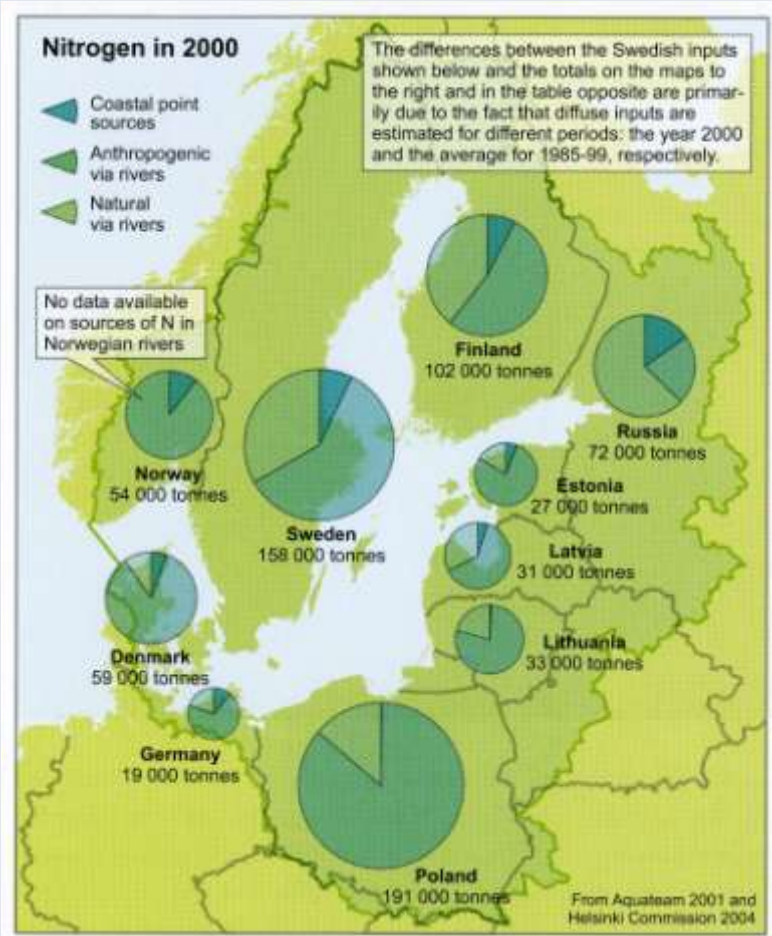 Nitrogen in 2000
Coastal point
sources
Anthropogenic
via rivers
Natural
via rivers
The differences between the Swedish inputs
shown below and the totals on the maps to
the right and in the table opposite are primar-
ily due to the fact that diffuse inputs are
estimated for different periods: the year 2000
and the average for 1985-99, respectively.
No data available
on sources of N in
Norwegian rivers
Finland
102 000 tonnes
Russia
72 000 tonnes
Norway
54 000 tonnes
Sweden
158 000 tonnes
Estonia
27 000 tonnes
Latvia
31 000 tonnes
Denmark
59 000 tonnes
Lithuania
33 000 tonnes
Germany
19 000 tonnes
Poland
191 000 tonnes
From Aquateam 2001 and
Helsinki Commission 2004